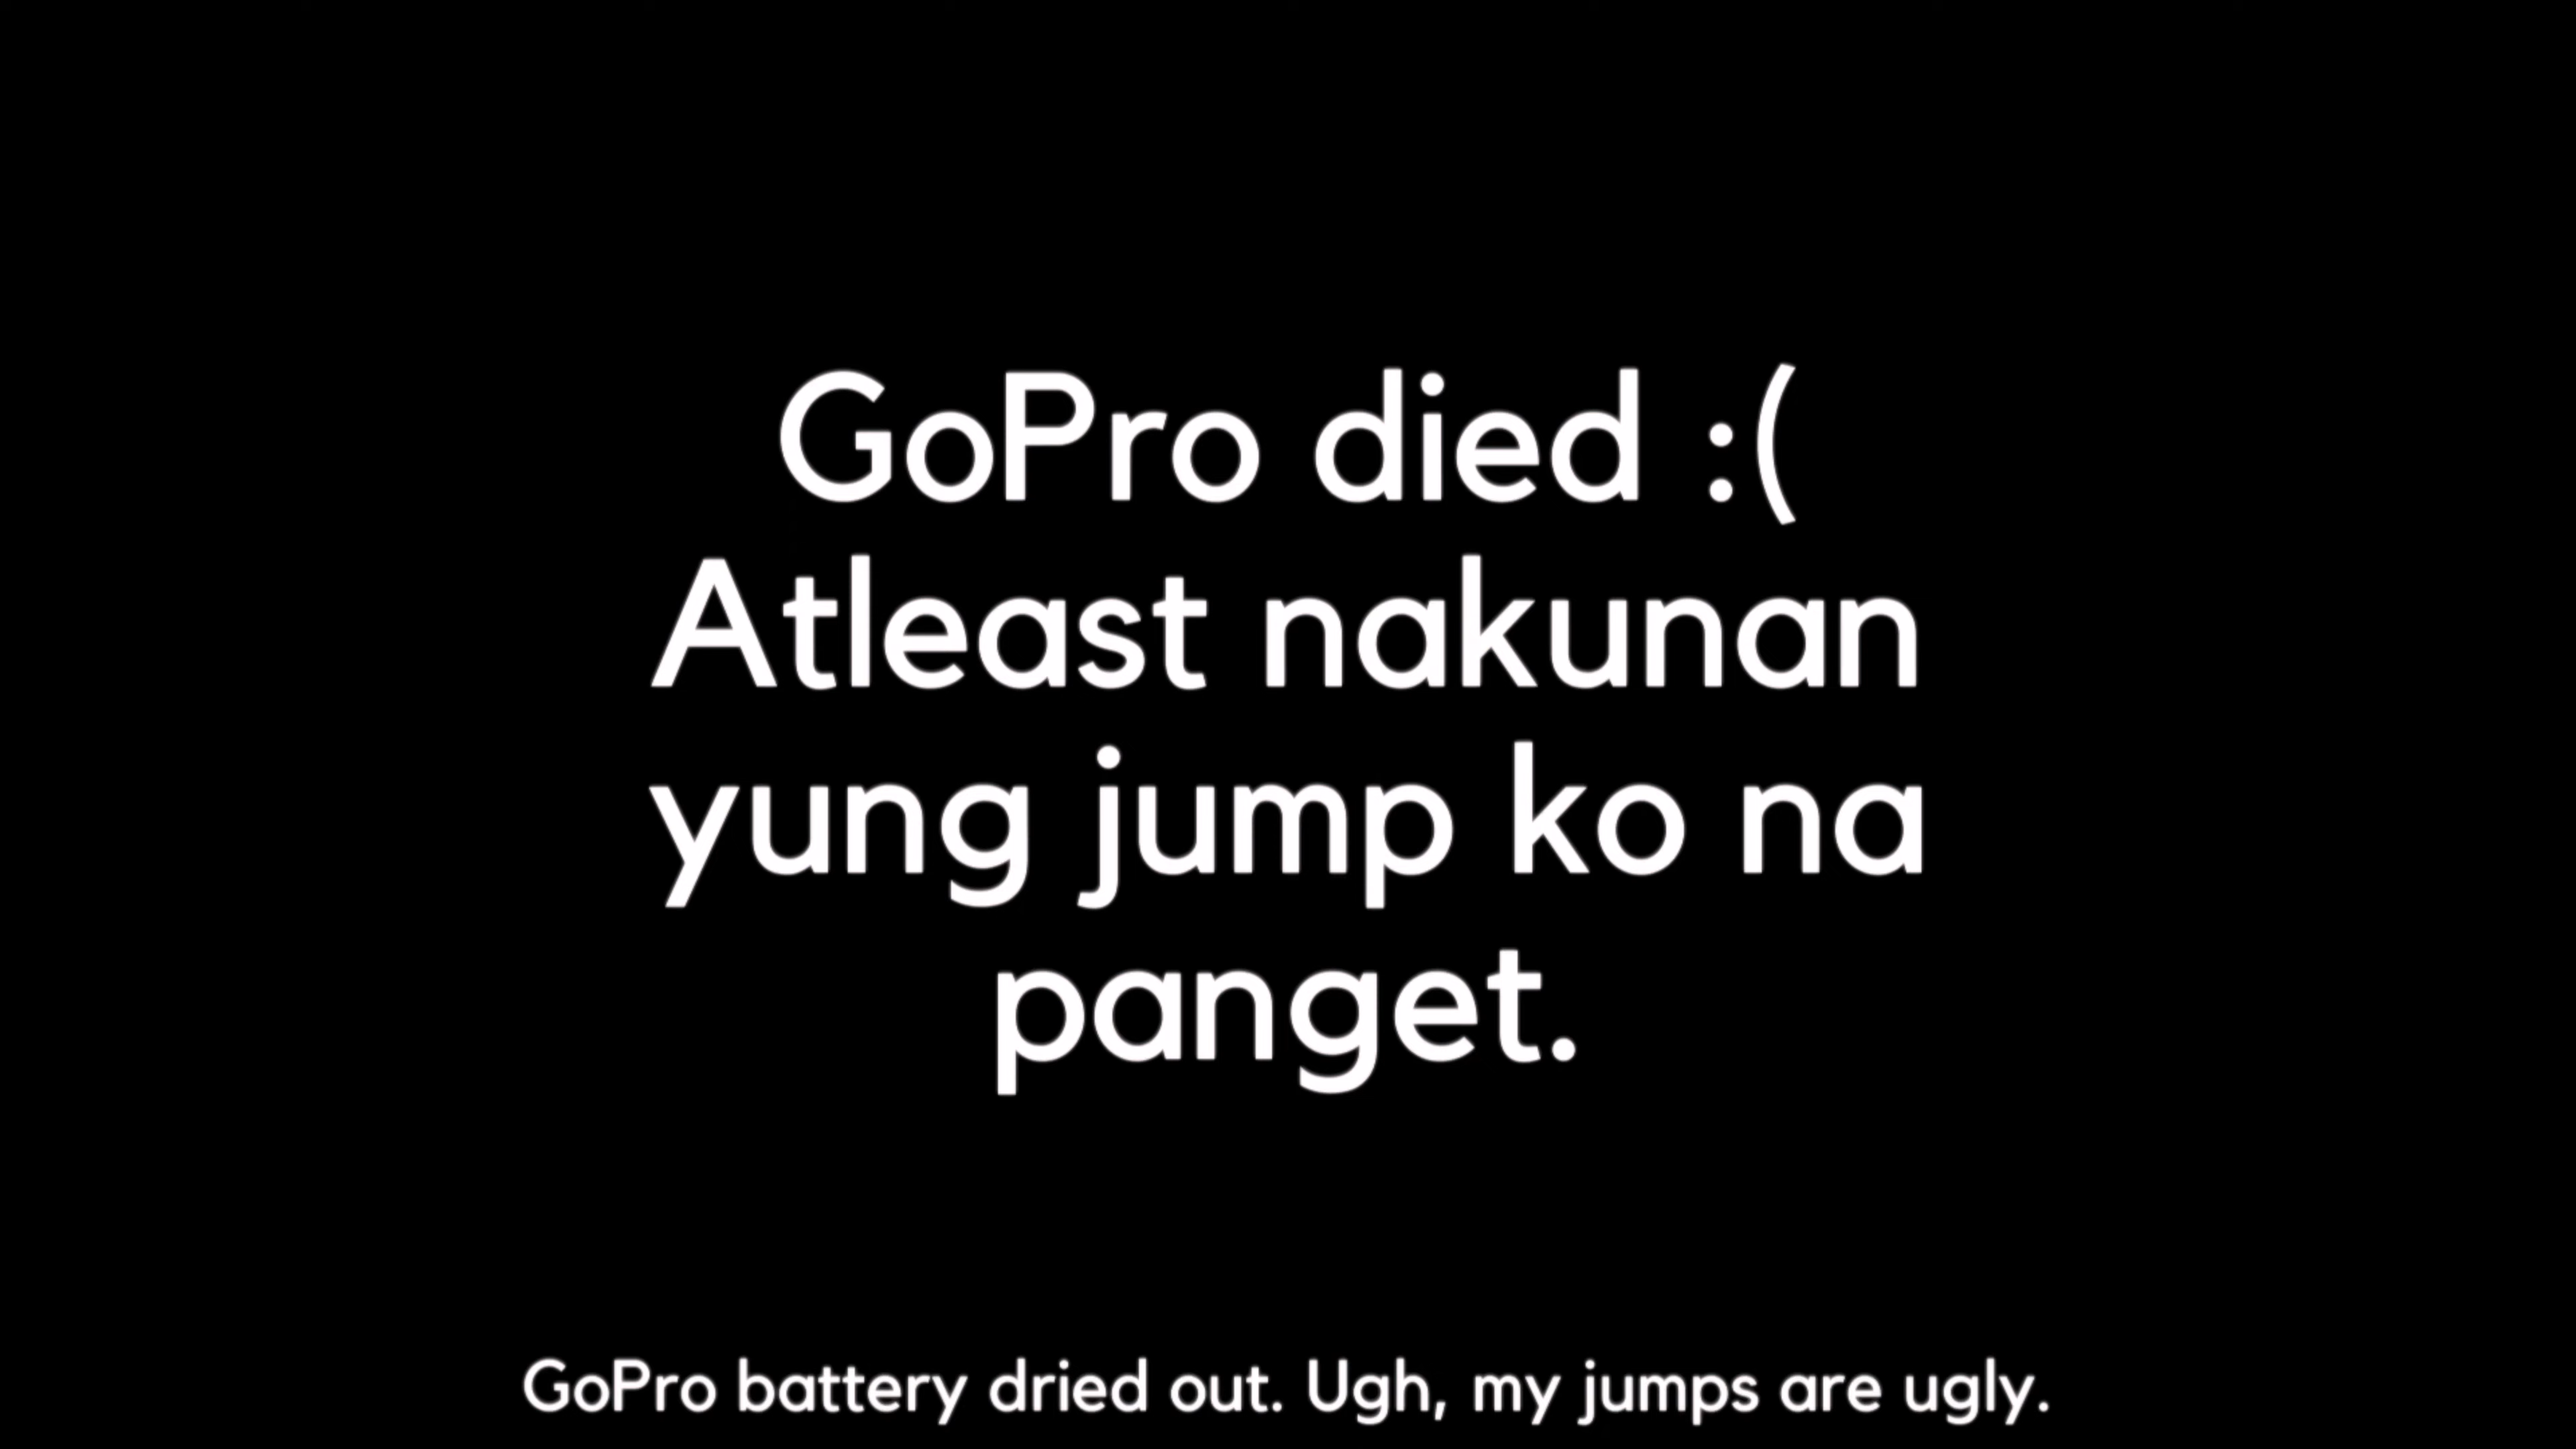 GoPro died :(
Atleast nakunan
yung jump ko na
panget.
GoPro battery dried out. Ugh, my jumps are ugly.